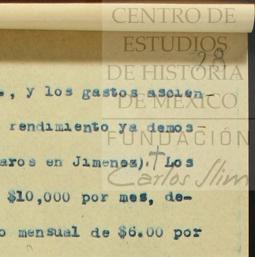 CENTRO DE
ESTUDIOS
28
DE HISTORIA
DE MÉXICO
FUNDACIÓN
Carlos Slim
, y los gastos ascien-
rendimiento ya demos-
aros en Jimenez).† Los
$10,000 por mes, de-
o mensual de $6.00 por